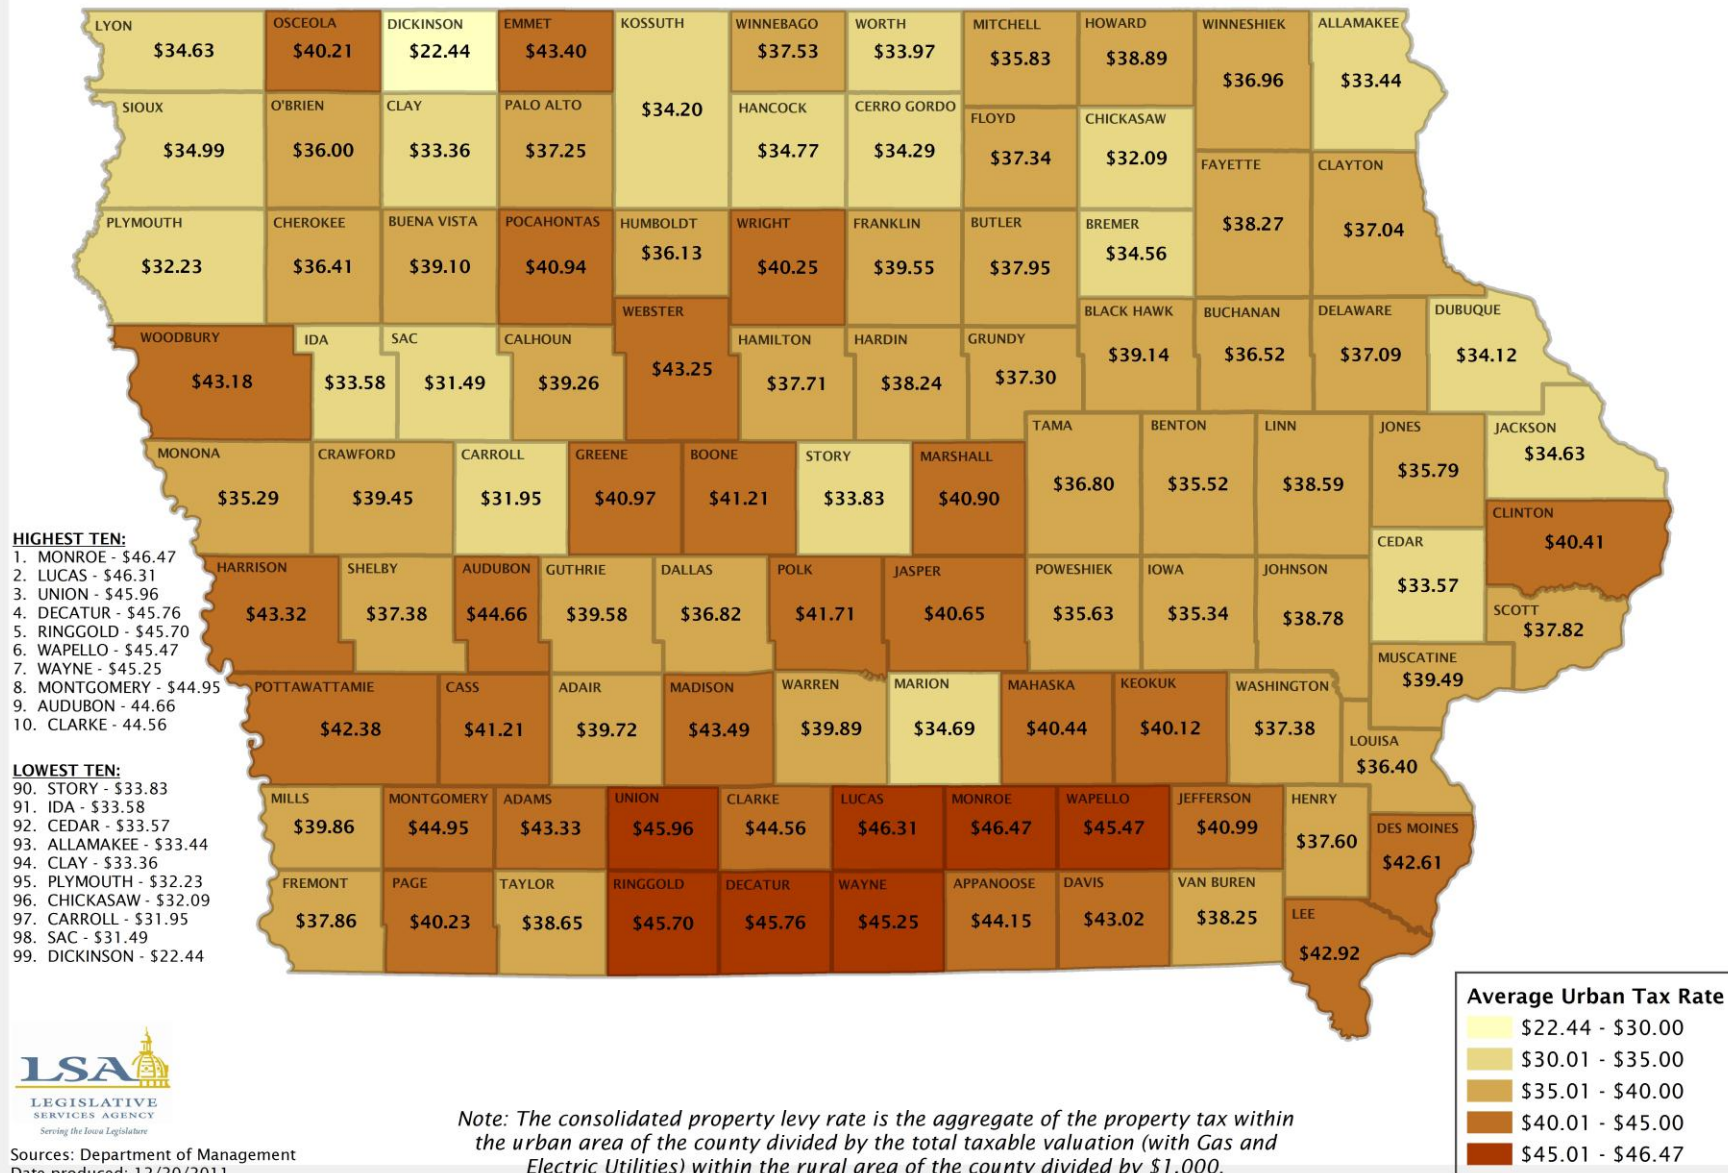 LYON
$34.63
OSCEOLA
$40.21
DICKINSON
$22.44
EMMET
$43.40
KOSSUTH
$34.20
WINNEBAGO
$37.53
WORTH
$33.97
MITCHELL
$35.83
HOWARD
$38.89
WINNESHIEK
$36.96
ALLAMAKEE
$33.44
SIOUX
$34.99
O'BRIEN
$36.00
CLAY
$33.36
PALO ALTO
$37.25
HANCOCK
$34.77
CERRO GORDO
$34.29
FLOYD
$37.34
CHICKASAW
$32.09
FAYETTE
$38.27
CLAYTON
$37.04
PLYMOUTH
$32.23
CHEROKEE
$36.41
BUENA VISTA
$39.10
POCAHONTAS
$40.94
HUMBOLDT
$36.13
WRIGHT
$40.25
FRANKLIN
$39.55
BUTLER
$37.95
BREMER
$34.56
WOODBURY
$43.18
IDA
$33.58
SAC
$31.49
CALHOUN
$39.26
WEBSTER
$43.25
HAMILTON
$37.71
HARDIN
$38.24
GRUNDY
$37.30
BLACK HAWK
$39.14
BUCHANAN
$36.52
DELAWARE
$37.09
DUBUQUE
$34.12
MONONA
$35.29
CRAWFORD
$39.45
CARROLL
$31.95
GREENE
$40.97
BOONE
$41.21
STORY
$33.83
MARSHALL
$40.90
TAMA
$36.80
BENTON
$35.52
LINN
$38.59
JONES
$35.79
JACKSON
$34.63
CLINTON
$40.41
CEDAR
$33.57
HARRISON
$43.32
SHELBY
$37.38
AUDUBON
$44.66
GUTHRIE
$39.58
DALLAS
$36.82
POLK
$41.71
JASPER
$40.65
POWESHIEK
$35.63
IOWA
$35.34
JOHNSON
$38.78
SCOTT
$37.82
MUSCATINE
$39.49
POTTAWATTAMIE
$42.38
CASS
$41.21
ADAIR
$39.72
MADISON
$43.49
WARREN
$39.89
MARION
$34.69
MAHASKA
$40.44
KEOKUK
$40.12
WASHINGTON
$37.38
LOUISA
$36.40
MILLS
$39.86
MONTGOMERY
$44.95
ADAMS
$43.33
UNION
$45.96
CLARKE
$44.56
LUCAS
$46.31
MONROE
$46.47
WAPELLO
$45.47
JEFFERSON
$40.99
HENRY
$37.60
DES MOINES
$42.61
FREMONT
$37.86
PAGE
$40.23
TAYLOR
$38.65
RINGGOLD
$45.70
DECATUR
$45.76
WAYNE
$45.25
APPANOOSE
$44.15
DAVIS
$43.02
VAN BUREN
$38.25
LEE
$42.92
HIGHEST TEN:
1. MONROE - $46.47
2. LUCAS - $46.31
3. UNION - $45.96
4. DECATUR - $45.76
5. RINGGOLD - $45.70
6. WAPELLO - $45.47
7. WAYNE - $45.25
8. MONTGOMERY - $44.95
9. AUDUBON - 44.66
10. CLARKE - 44.56
LOWEST TEN:
90. STORY - $33.83
91. IDA - $33.58
92. CEDAR - $33.57
93. ALLAMAKEE - $33.44
94. CLAY - $33.36
95. PLYMOUTH - $32.23
96. CHICKASAW - $32.09
97. CARROLL - $31.95
98. SAC - $31.49
99. DICKINSON - $22.44
LSA
LEGISLATIVE
SERVICES AGENCY
Serving the Iowa Legislature
Sources: Department of Management
Date produced: 12/20/2011
Note: The consolidated property levy rate is the aggregate of the property tax within
the urban area of the county divided by the total taxable valuation (with Gas and
Electric Utilities) within the rural area of the county divided by $1,000.
Average Urban Tax Rate
$22.44 - $30.00
$30.01 - $35.00
$35.01 - $40.00
$40.01 - $45.00
$45.01 - $46.47